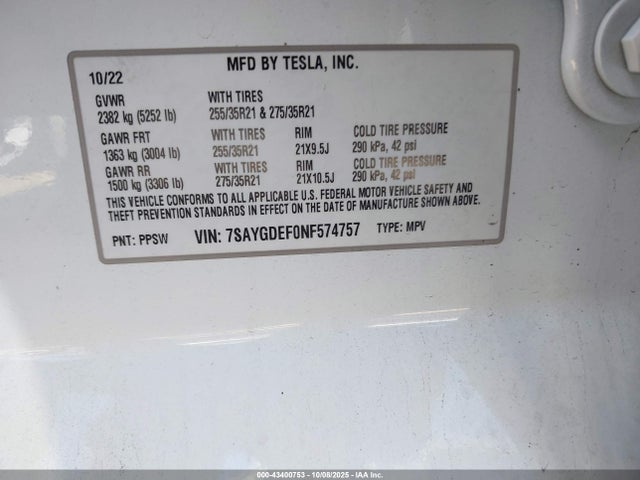 MFD BY TESLA, INC.
10/22
GVWR WITH TIRES
2382 kg (5252 lb) 255/35R21 & 275/35R21
GAWR FRT WITH TIRES RIM COLD TIRE PRESSURE
1363 kg (3004 lb) 255/35R21 21X9.5J 290 kPa, 42 psi
GAWR RR WITH TIRES RIM COLD TIRE PRESSURE
1500 kg (3306 lb) 275/35R21 21X10.5J 290 kPa, 42 psi
THIS VEHICLE CONFORMS TO ALL APPLICABLE U.S. FEDERAL MOTOR VEHICLE SAFETY AND
THEFT PREVENTION STANDARDS IN EFFECT ON THE DATE OF MANUFACTURE SHOWN ABOVE.
PNT: PPSW VIN: 7SAYGDEF0NF574757 TYPE: MPV
000-43400753 - 10/08/2025 - IAA Inc.